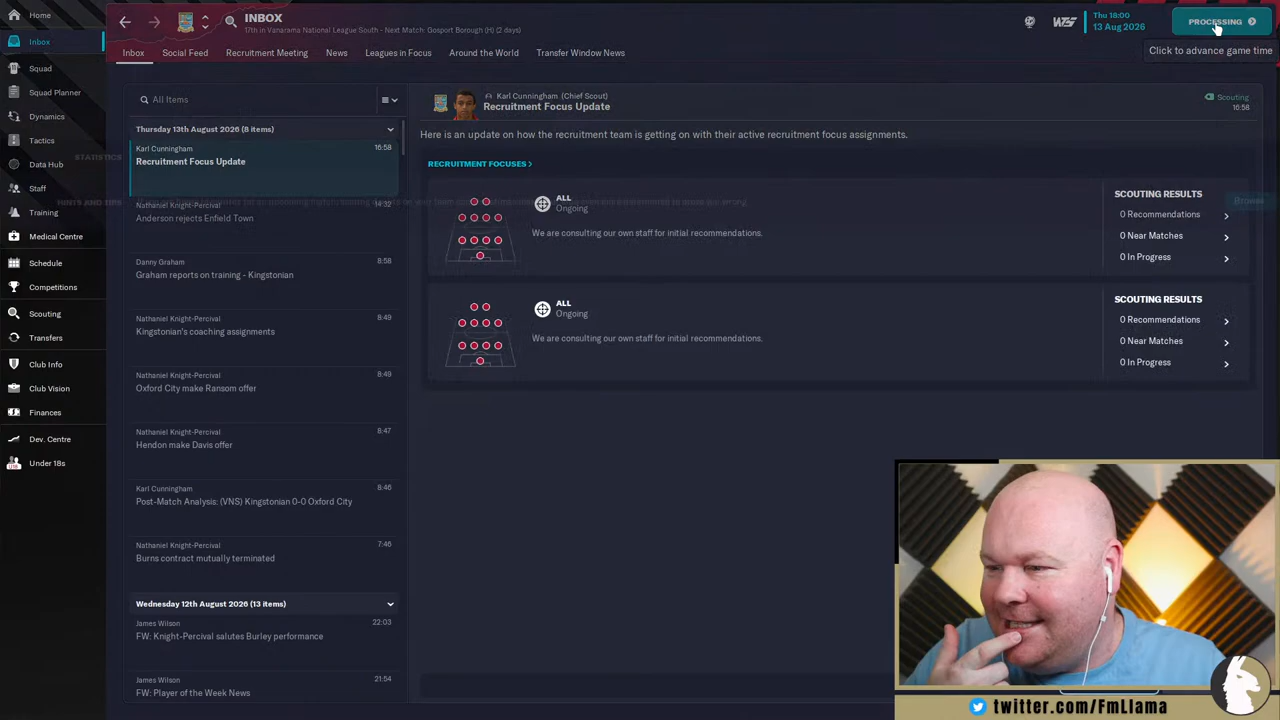 Home
Inbox
Squad
Squad Planner
Dynamics
Tactics
Data Hub
Staff
Training
Medical Centre
Schedule
Competitions
Scouting
Transfers
Club Info
Club Vision
Finances
Dev. Centre
Under 18s
U18
STATISTICS
HINTS AND TIPS
INBOX
17th in Vanarama National League South - Next Match: Gosport Borough (H) (2 days)
Thu 18:00
13 Aug 2026
PROCESSING
Click to advance game time
Inbox Social Feed Recruitment Meeting News Leagues in Focus Around the World Transfer Window News
All Items
Thursday 13th August 2026 (8 items)
Karl Cunningham 16:58
Recruitment Focus Update
Nathaniel Knight-Percival 14:32
Anderson rejects Enfield Town
Danny Graham 8:58
Graham reports on training - Kingstonian
Nathaniel Knight-Percival 8:49
Kingstonian's coaching assignments
Nathaniel Knight-Percival 8:49
Oxford City make Ransom offer
Nathaniel Knight-Percival 8:47
Hendon make Davis offer
Karl Cunningham 8:46
Post-Match Analysis: (VNS) Kingstonian 0-0 Oxford City
Nathaniel Knight-Percival 7:46
Burns contract mutually terminated
Wednesday 12th August 2026 (13 items)
James Wilson 22:03
FW: Knight-Percival salutes Burley performance
James Wilson 21:54
FW: Player of the Week News
Karl Cunningham (Chief Scout)
Recruitment Focus Update
Scouting
16:58
Here is an update on how the recruitment team is getting on with their active recruitment focus assignments.
RECRUITMENT FOCUSES
ALL
Ongoing
We are consulting our own staff for initial recommendations.
SCOUTING RESULTS
0 Recommendations
0 Near Matches
0 In Progress
Browse
ALL
Ongoing
We are consulting our own staff for initial recommendations.
SCOUTING RESULTS
0 Recommendations
0 Near Matches
0 In Progress
twitter.com/FmLlama